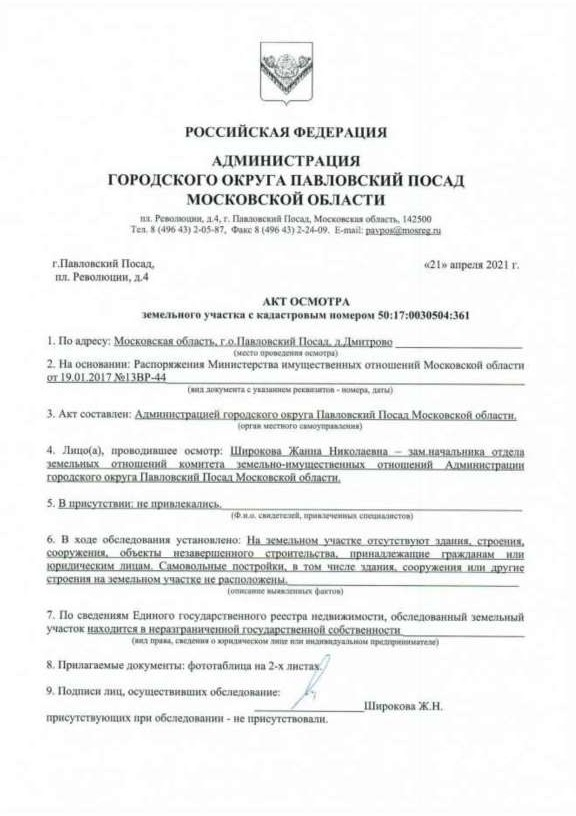 РОССИЙСКАЯ ФЕДЕРАЦИЯ
АДМИНИСТРАЦИЯ
ГОРОДСКОГО ОКРУГА ПАВЛОВСКИЙ ПОСАД
МОСКОВСКОЙ ОБЛАСТИ
пл. Революции, д.4, г. Павловский Посад, Московская область, 142500
Тел. 8 (496 43) 2-05-87, Факс 8 (496 43) 2-24-09. E-mail: pavpos@mosreg.ru
г.Павловский Посад,
«21» апреля 2021 г.
пл. Революции, д.4
АКТ ОСМОТРА
земельного участка с кадастровым номером 50:17:0030504:361
1. По адресу: Московская область, г.о.Павловский Посад, д.Дмитрово
(место проведения осмотра)
2. На основании: Распоряжения Министерства имущественных отношений Московской области
от 19.01.2017 №13ВР-44
(вид документа с указанием реквизитов - номера, даты)
3. Акт составлен: Администрацией городского округа Павловский Посад Московской области.
(орган местного самоуправления)
4. Лицо(а), проводившее осмотр: Широкова Жанна Николаевна – зам.начальника отдела
земельных отношений комитета земельно-имущественных отношений Администрации
городского округа Павловский Посад Московской области.
5. В присутствии: не привлекались.
(Ф.и.о. свидетелей, привлеченных специалистов)
6. В ходе обследования установлено: На земельном участке отсутствуют здания, строения,
сооружения, объекты незавершенного строительства, принадлежащие гражданам или
юридическим лицам. Самовольные постройки, в том числе здания, сооружения или другие
строения на земельном участке не расположены.
(описание выявленных фактов)
7. По сведениям Единого государственного реестра недвижимости, обследованный земельный
участок находится в неразграниченной государственной собственности
(вид права, сведения о юридическом лице или индивидуальном предпринимателе)
8. Прилагаемые документы: фототаблица на 2-х листах.
9. Подписи лиц, осуществивших обследование:
Широкова Ж.Н.
присутствующих при обследовании - не присутствовали.